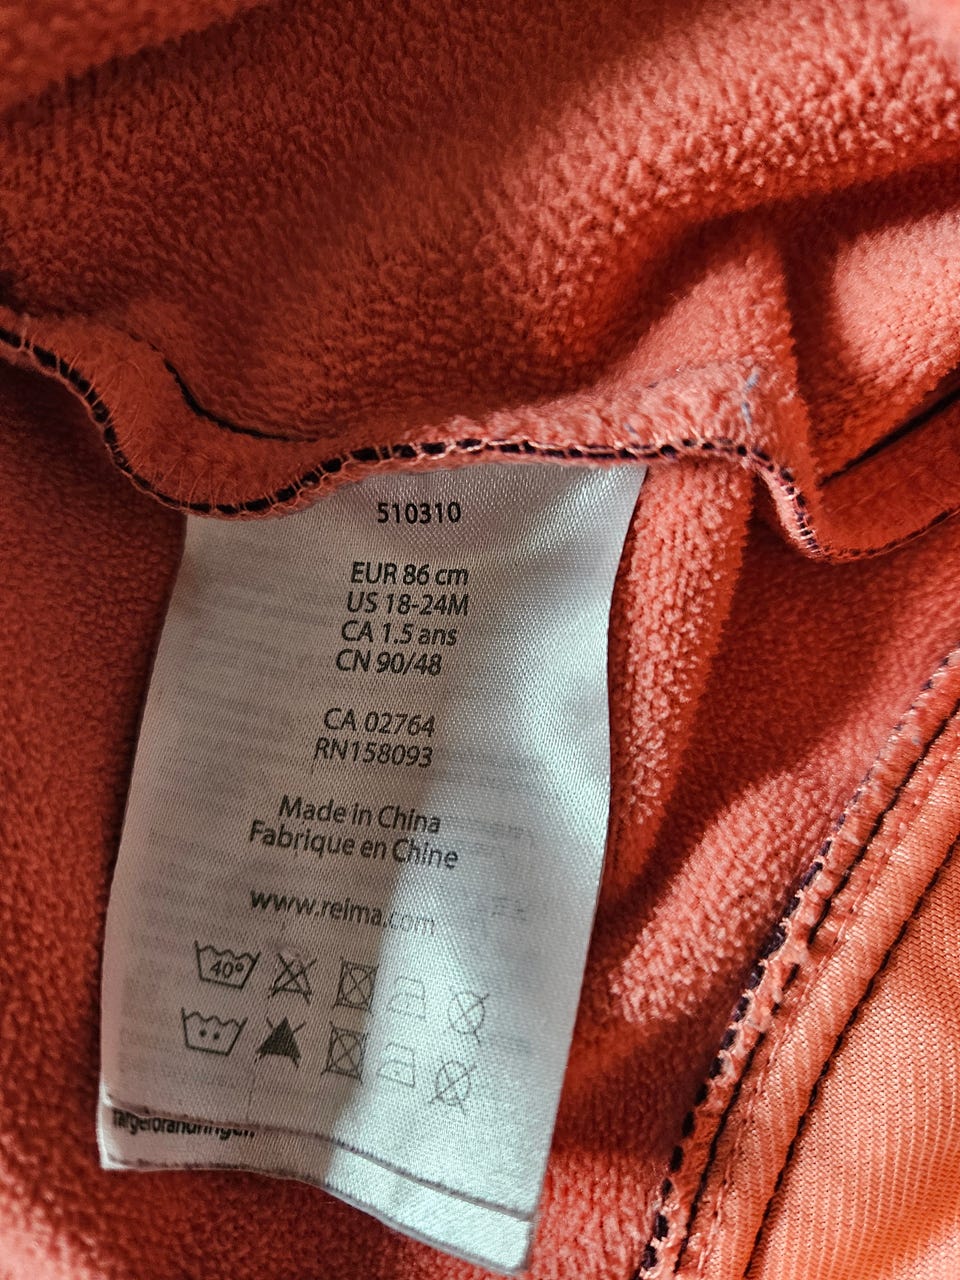 510310
EUR 86 cm
US 18-24M
CA 1.5 ans
CN 90/48
CA 02764
RN158093
Made in China
Fabrique en Chine
www.reima.com
40°